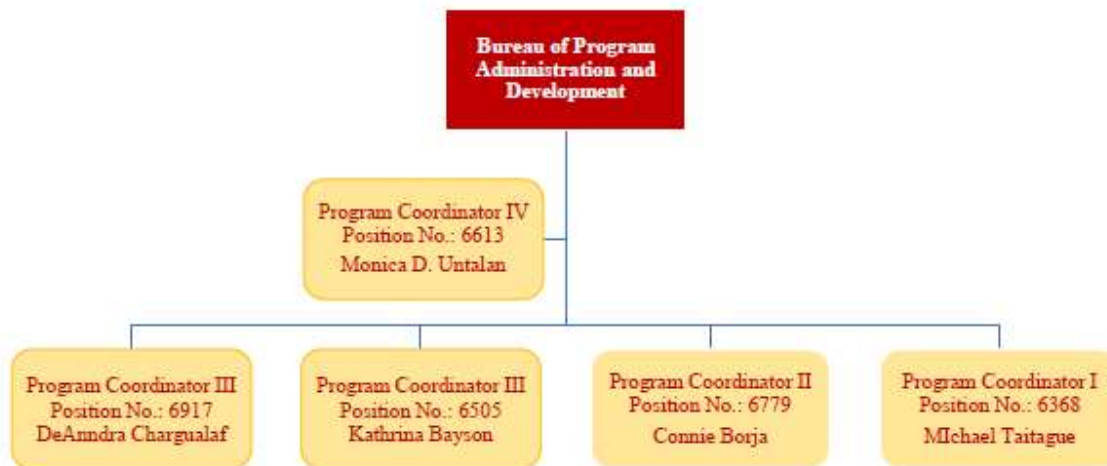 Bureau of Program
Administration and
Development
Program Coordinator IV
Position No.: 6613
Monica D. Untalan
Program Coordinator III
Position No.: 6917
DeAnndra Chargualaf
Program Coordinator III
Position No.: 6505
Kathrina Bayson
Program Coordinator II
Position No.: 6779
Connie Borja
Program Coordinator I
Position No.: 6368
MIchael Taitague